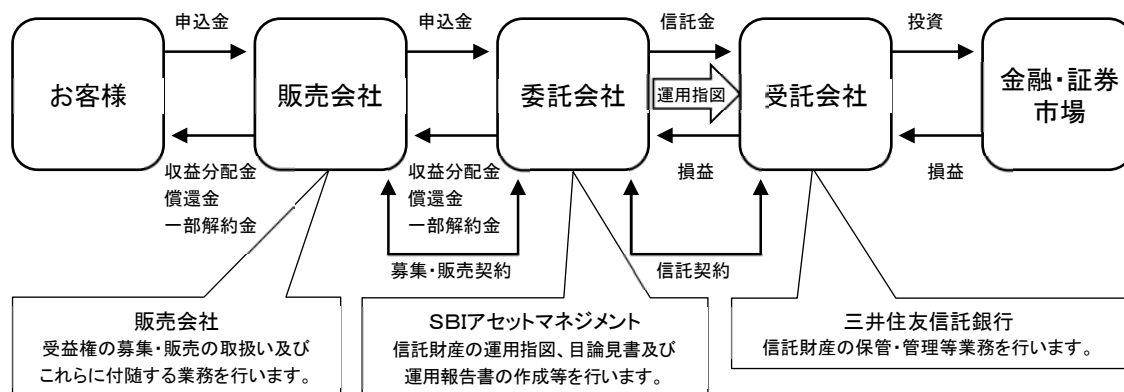 申込金
申込金
信託金
投資
お客様
販売会社
委託会社
運用指図
受託会社
金融・証券
市場
収益分配金
償還金
一部解約金
収益分配金
償還金
一部解約金
損益
損益
募集・販売契約
信託契約
販売会社
受益権の募集・販売の取扱い及び
これらに付随する業務を行います。
SBIアセットマネジメント
信託財産の運用指図、目論見書及び
運用報告書の作成等を行います。
三井住友信託銀行
信託財産の保管・管理等業務を行います。